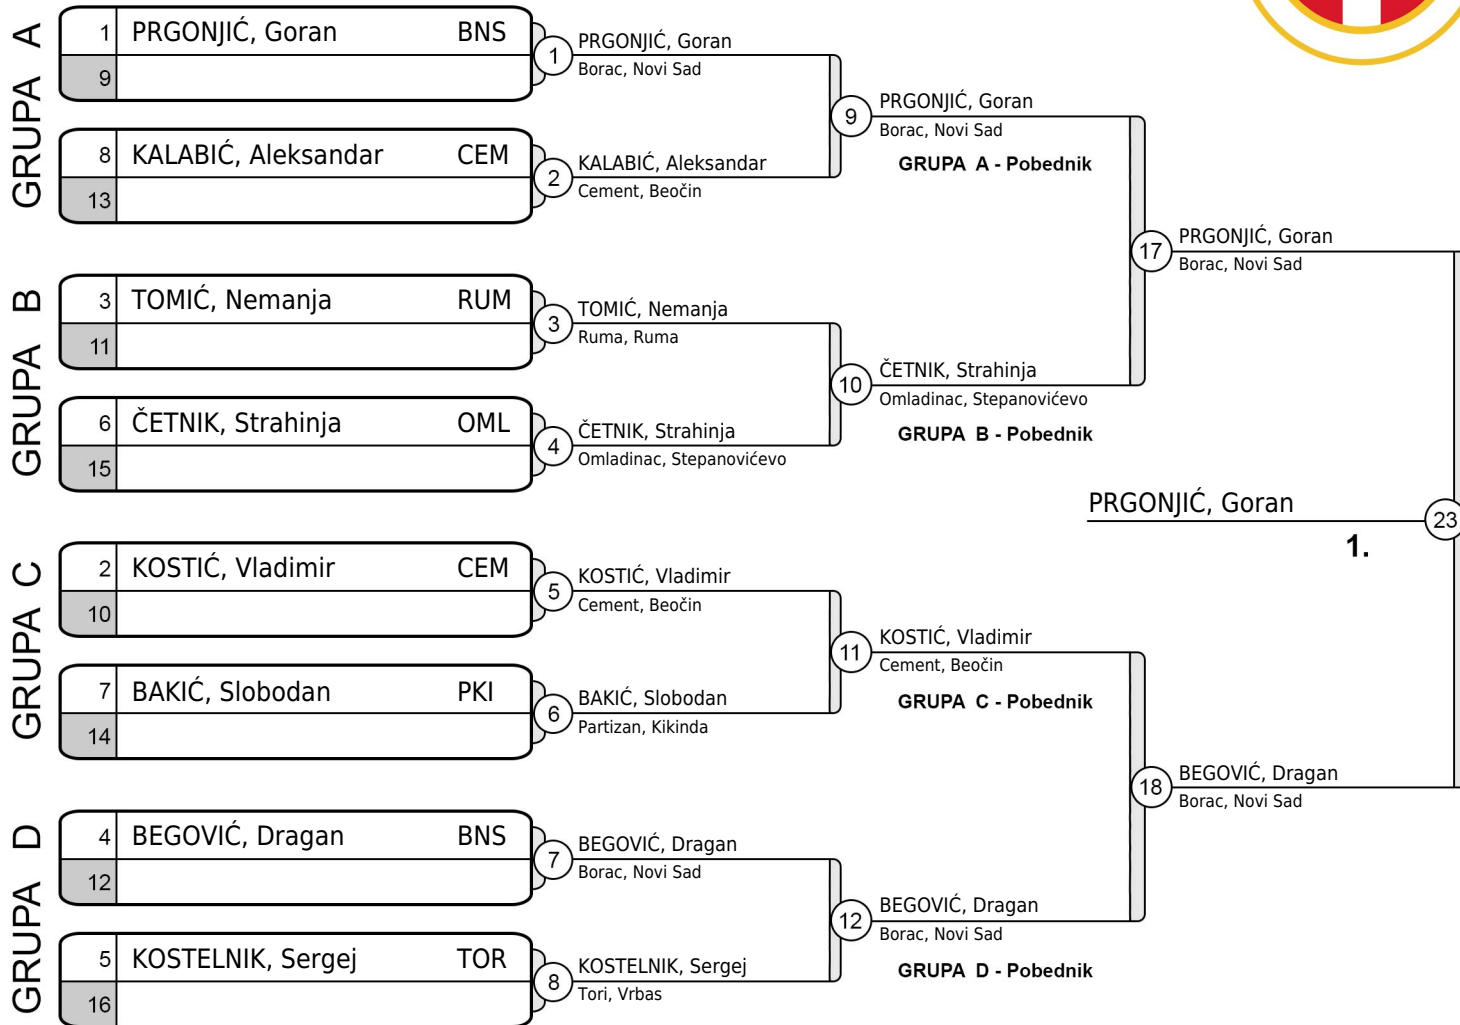 GRUPA A
1 PRGONJIĆ, Goran BNS
9
1
PRGONJIĆ, Goran
Borac, Novi Sad
8 KALABIĆ, Aleksandar CEM
13
2
KALABIĆ, Aleksandar
Cement, Beočin
9
PRGONJIĆ, Goran
Borac, Novi Sad
GRUPA A - Pobednik
GRUPA B
3 TOMIĆ, Nemanja RUM
11
3
TOMIĆ, Nemanja
Ruma, Ruma
6 ČETNIK, Strahinja OML
15
4
ČETNIK, Strahinja
Omladinac, Stepanovićevo
10
ČETNIK, Strahinja
Omladinac, Stepanovićevo
GRUPA B - Pobednik
17
PRGONJIĆ, Goran
Borac, Novi Sad
PRGONJIĆ, Goran
23
1.
GRUPA C
2 KOSTIĆ, Vladimir CEM
10
5
KOSTIĆ, Vladimir
Cement, Beočin
7 BAKIĆ, Slobodan PKI
14
6
BAKIĆ, Slobodan
Partizan, Kikinda
11
KOSTIĆ, Vladimir
Cement, Beočin
GRUPA C - Pobednik
GRUPA D
4 BEGOVIĆ, Dragan BNS
12
7
BEGOVIĆ, Dragan
Borac, Novi Sad
5 KOSTELNIK, Sergej TOR
16
8
KOSTELNIK, Sergej
Tori, Vrbas
12
BEGOVIĆ, Dragan
Borac, Novi Sad
GRUPA D - Pobednik
18
BEGOVIĆ, Dragan
Borac, Novi Sad